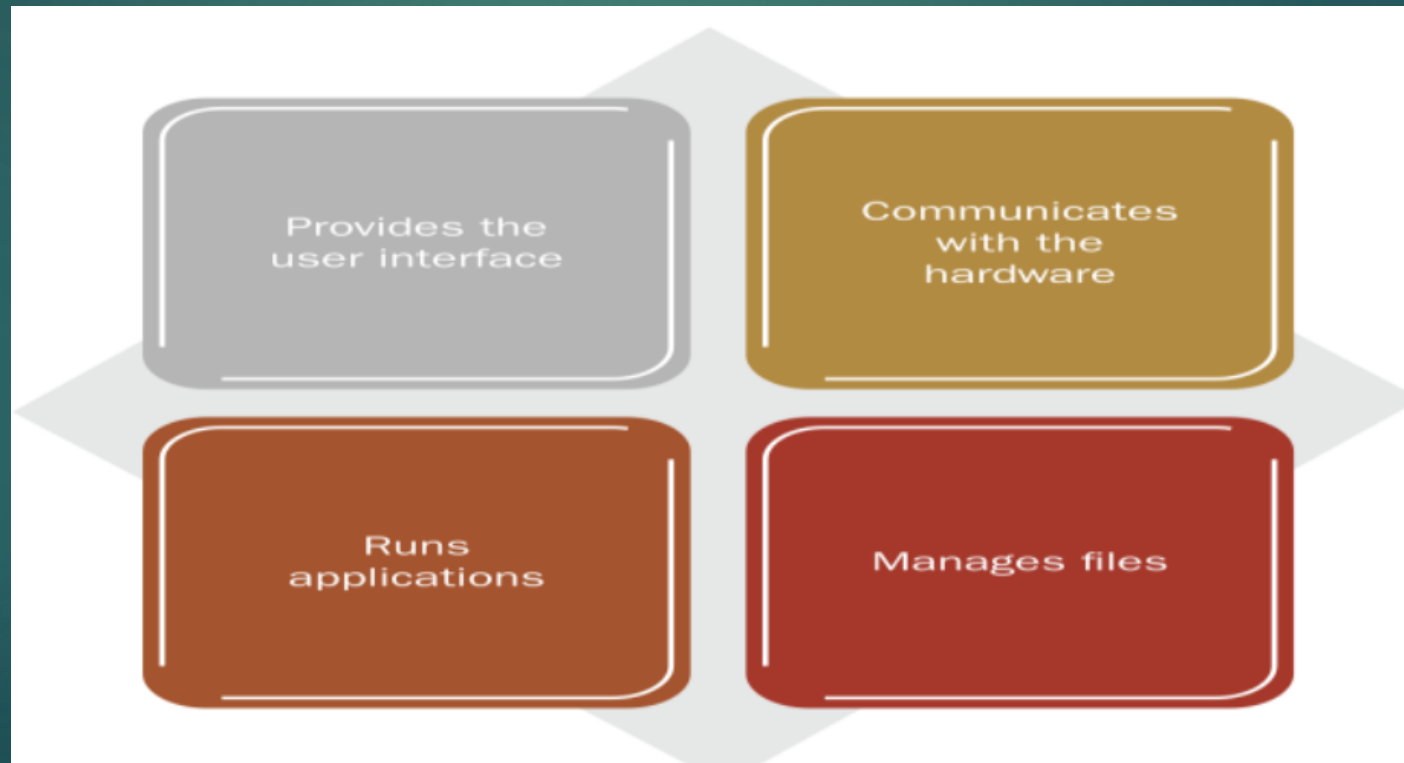 Provides the
user interface
Communicates
with the
hardware
Runs
applications
Manages files